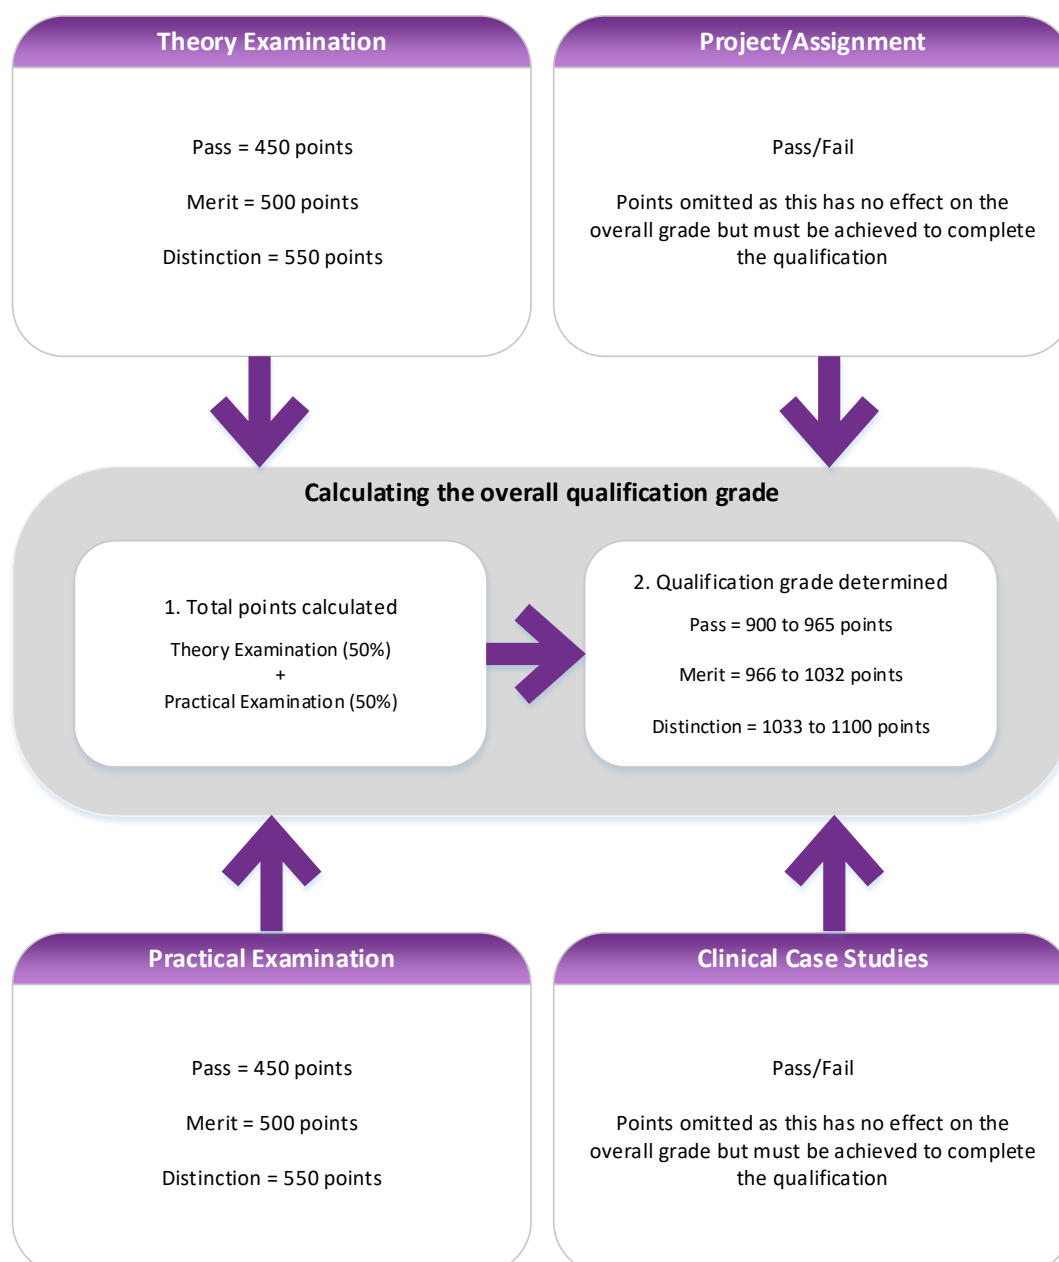 Theory Examination
Pass = 450 points
Merit = 500 points
Distinction = 550 points
Project/Assignment
Pass/Fail
Points omitted as this has no effect on the
overall grade but must be achieved to complete
the qualification
Calculating the overall qualification grade
1. Total points calculated
Theory Examination (50%)
+
Practical Examination (50%)
2. Qualification grade determined
Pass = 900 to 965 points
Merit = 966 to 1032 points
Distinction = 1033 to 1100 points
Practical Examination
Pass = 450 points
Merit = 500 points
Distinction = 550 points
Clinical Case Studies
Pass/Fail
Points omitted as this has no effect on the
overall grade but must be achieved to complete
the qualification